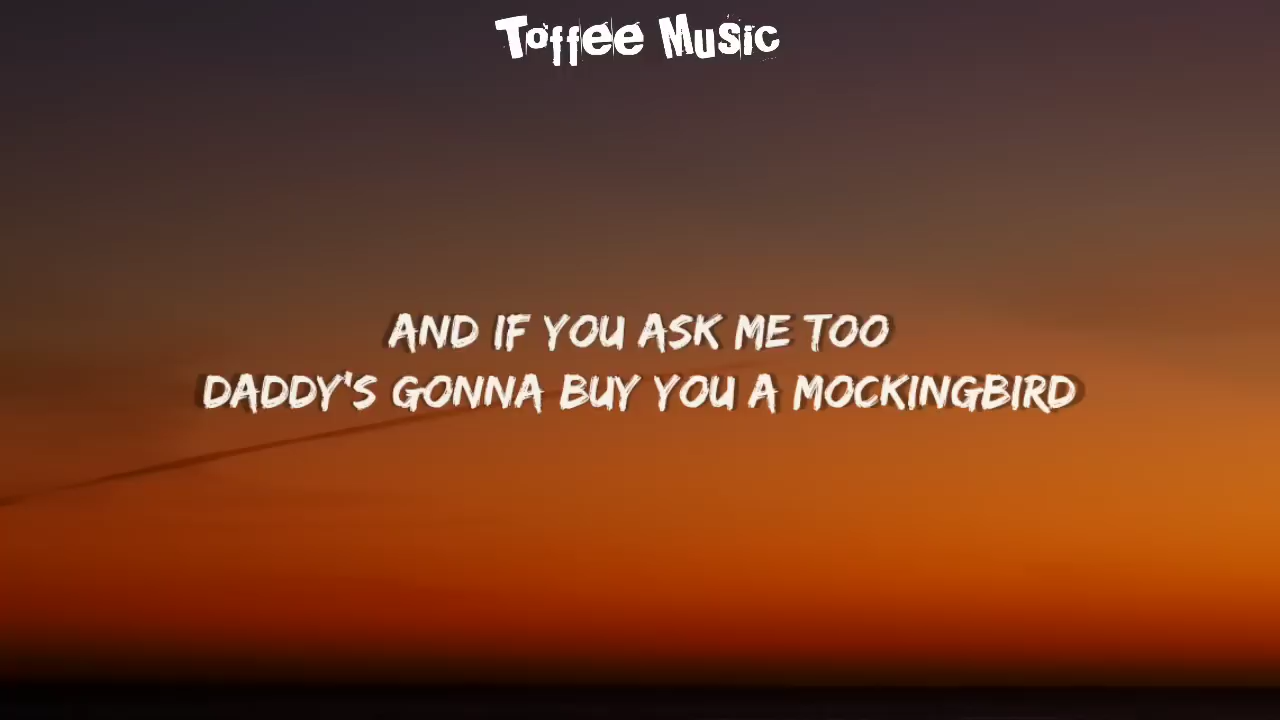 Toffee Music
AND IF YOU ASK ME TOO
DADDY'S GONNA BUY YOU A MOCKINGBIRD